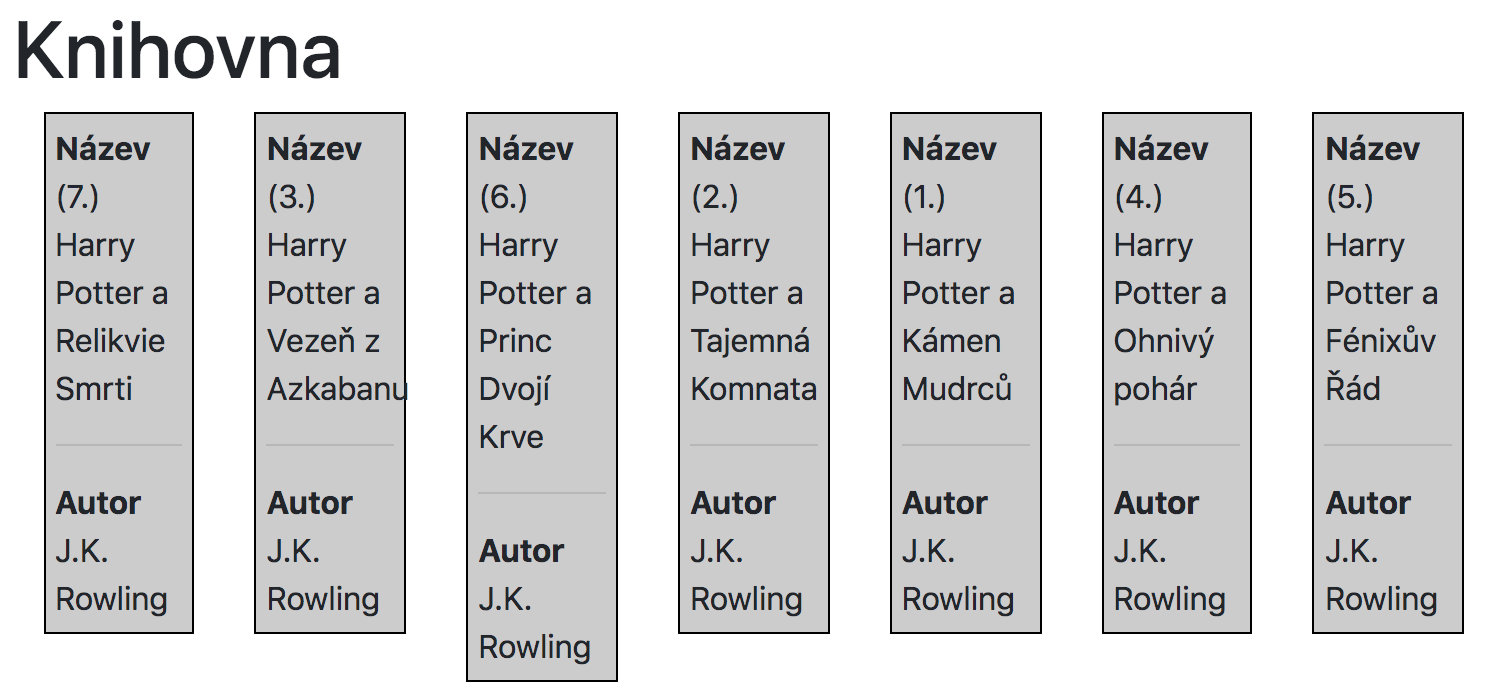 Knihovna
Název
(7.)
Harry
Potter a
Relikvie
Smrti
Autor
J.K.
Rowling
Název
(3.)
Harry
Potter a
Vezeň z
Azkabanu
Autor
J.K.
Rowling
Název
(6.)
Harry
Potter a
Princ
Dvojí
Krve
Autor
J.K.
Rowling
Název
(2.)
Harry
Potter a
Tajemná
Komnata
Autor
J.K.
Rowling
Název
(1.)
Harry
Potter a
Kámen
Mudrců
Autor
J.K.
Rowling
Název
(4.)
Harry
Potter a
Ohnivý
pohár
Autor
J.K.
Rowling
Název
(5.)
Harry
Potter a
Fénixův
Řád
Autor
J.K.
Rowling